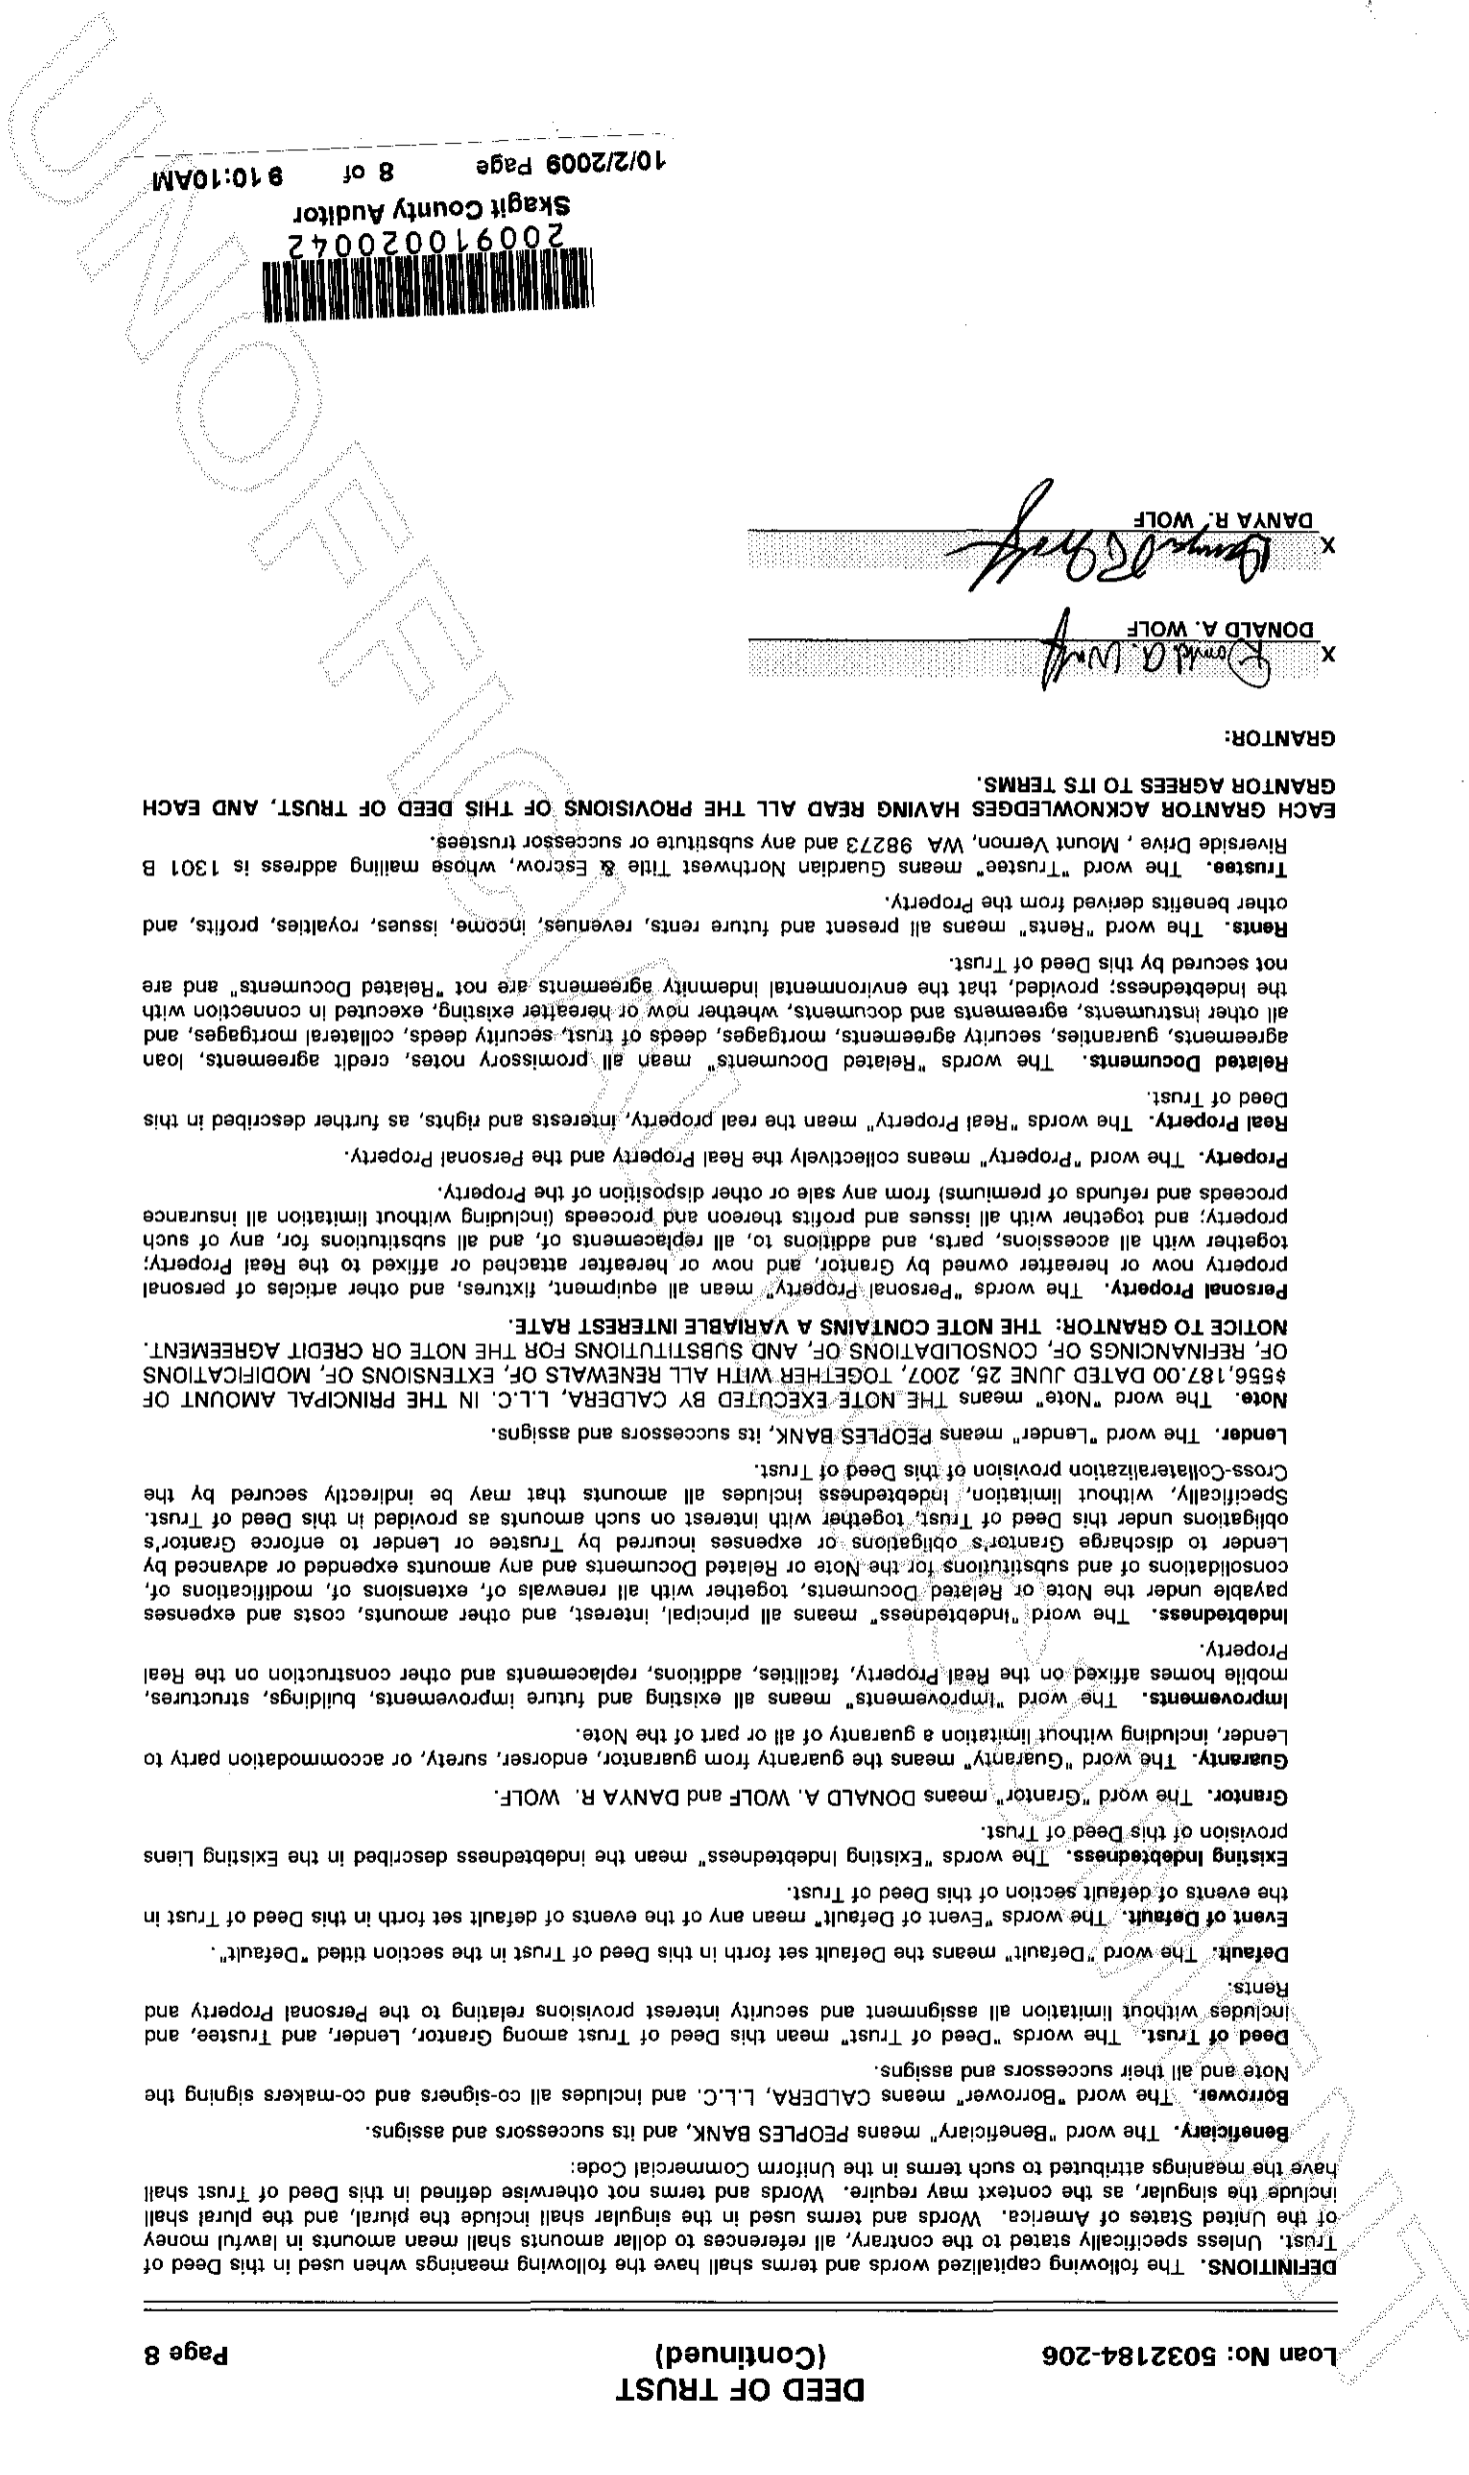 DEED OF TRUST
Loan No: 5032184-206 (Continued) Page 8
DEFINITIONS. The following capitalized words and terms shall have the following meanings when used in this Deed of
Trust. Unless specifically stated to the contrary, all references to dollar amounts shall mean amounts in lawful money
of the United States of America. Words and terms used in the singular shall include the plural, and the plural shall
include the singular, as the context may require. Words and terms not otherwise defined in this Deed of Trust shall
have the meanings attributed to such terms in the Uniform Commercial Code:
Beneficiary. The word "Beneficiary" means PEOPLES BANK, and its successors and assigns.
Borrower. The word "Borrower" means CALDERA, L.L.C. and includes all co-signers and co-makers signing the
Note and all their successors and assigns.
Deed of Trust. The words "Deed of Trust" mean this Deed of Trust among Grantor, Lender, and Trustee, and
includes without limitation all assignment and security interest provisions relating to the Personal Property and
Rents.
Default. The word "Default" means the Default set forth in this Deed of Trust in the section titled "Default".
Event of Default. The words "Event of Default" mean any of the events of default set forth in this Deed of Trust in
the events of default section of this Deed of Trust.
Existing Indebtedness. The words "Existing Indebtedness" mean the indebtedness described in the Existing Liens
provision of this Deed of Trust.
Grantor. The word "Grantor" means DONALD A. WOLF and DANYA R. WOLF.
Guaranty. The word "Guaranty" means the guaranty from guarantor, endorser, surety, or accommodation party to
Lender, including without limitation a guaranty of all or part of the Note.
Improvements. The word "Improvements" means all existing and future improvements, buildings, structures,
mobile homes affixed on the Real Property, facilities, additions, replacements and other construction on the Real
Property.
Indebtedness. The word "Indebtedness" means all principal, interest, and other amounts, costs and expenses
payable under the Note or Related Documents, together with all renewals of, extensions of, modifications of,
consolidations of and substitutions for the Note or Related Documents and any amounts expended or advanced by
Lender to discharge Grantor's obligations or expenses incurred by Trustee or Lender to enforce Grantor's
obligations under this Deed of Trust, together with interest on such amounts as provided in this Deed of Trust.
Specifically, without limitation, Indebtedness includes all amounts that may be indirectly secured by the
Cross-Collateralization provision of this Deed of Trust.
Lender. The word "Lender" means PEOPLES BANK, its successors and assigns.
Note. The word "Note" means THE NOTE EXECUTED BY CALDERA, L.L.C. IN THE PRINCIPAL AMOUNT OF
$556,187.00 DATED JUNE 25, 2007, TOGETHER WITH ALL RENEWALS OF, EXTENSIONS OF, MODIFICATIONS
OF, REFINANCINGS OF, CONSOLIDATIONS OF, AND SUBSTITUTIONS FOR THE NOTE OR CREDIT AGREEMENT.
NOTICE TO GRANTOR: THE NOTE CONTAINS A VARIABLE INTEREST RATE.
Personal Property. The words "Personal Property" mean all equipment, fixtures, and other articles of personal
property now or hereafter owned by Grantor, and now or hereafter attached or affixed to the Real Property;
together with all accessions, parts, and additions to, all replacements of, and all substitutions for, any of such
property; and together with all issues and profits thereon and proceeds (including without limitation all insurance
proceeds and refunds of premiums) from any sale or other disposition of the Property.
Property. The word "Property" means collectively the Real Property and the Personal Property.
Real Property. The words "Real Property" mean the real property, interests and rights, as further described in this
Deed of Trust.
Related Documents. The words "Related Documents" mean all promissory notes, credit agreements, loan
agreements, guaranties, security agreements, mortgages, deeds of trust, security deeds, collateral mortgages, and
all other instruments, agreements and documents, whether now or hereafter existing, executed in connection with
the Indebtedness; provided, that the environmental indemnity agreements are not "Related Documents" and are
not secured by this Deed of Trust.
Rents. The word "Rents" means all present and future rents, revenues, income, issues, royalties, profits, and
other benefits derived from the Property.
Trustee. The word "Trustee" means Guardian Northwest Title & Escrow, whose mailing address is 1301 B
Riverside Drive , Mount Vernon, WA 98273 and any substitute or successor trustees.
EACH GRANTOR ACKNOWLEDGES HAVING READ ALL THE PROVISIONS OF THIS DEED OF TRUST, AND EACH
GRANTOR AGREES TO ITS TERMS.
GRANTOR:
X Donald A. Wolf
DONALD A. WOLF
X Danya R Wolf
DANYA R. WOLF
200910020042
Skagit County Auditor
10/2/2009 Page 8 of 9 10:10AM
UNOFFICIAL DOCUMENT